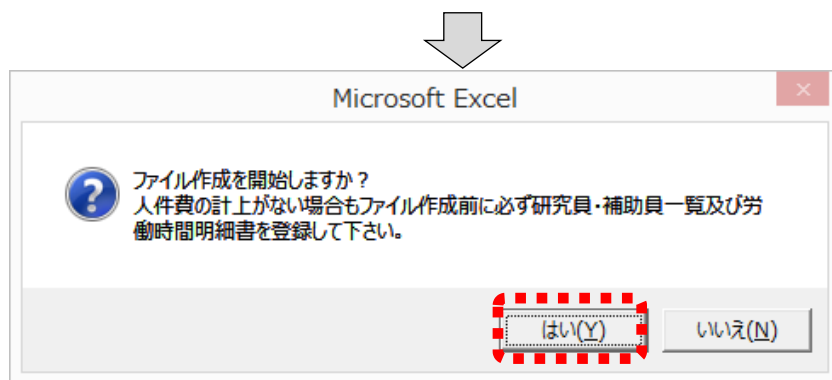 Microsoft Excel
ファイル作成を開始しますか？
人件費の計上がない場合もファイル作成前に必ず研究員・補助員一覧及び労
働時間明細書を登録して下さい。
はい(Y)
いいえ(N)